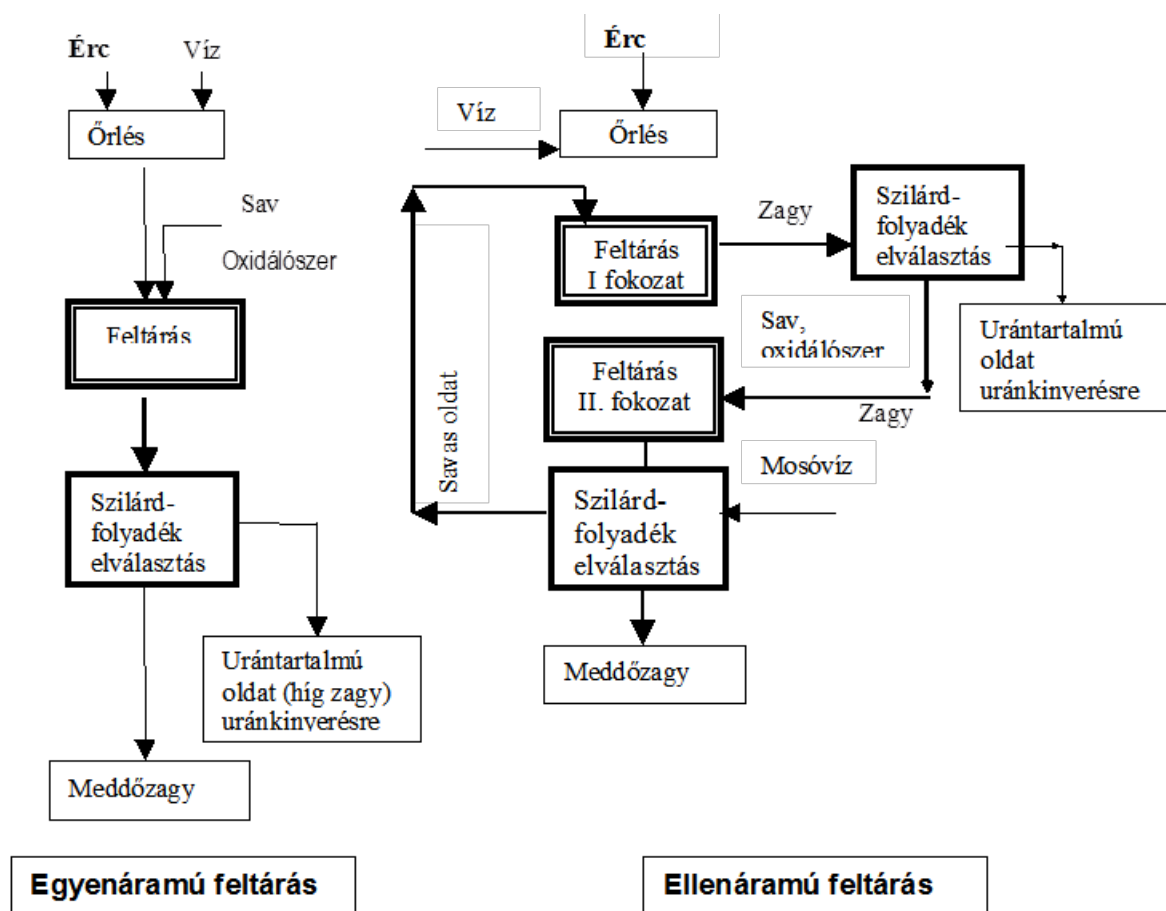 Érc
Víz
Őrlés
Sav
Oxidálószer
Feltárás
Szilárd-
folyadék
elválasztás
Urántartalmú
oldat (híg zagy)
uránkinverésre
Meddőzagy
Egyenáramú feltárás
Érc
Víz
Őrlés
Feltárás
I fokozat
Zagy
Szilárd-
folyadék
elválasztás
Urántartalmú
oldat
uránkinverésre
Sav,
oxidálószer
Zagy
Feltárás
II. fokozat
Savas oldat
Mosóvíz
Szilárd-
folyadék
elválasztás
Meddőzagy
Ellenáramú feltárás